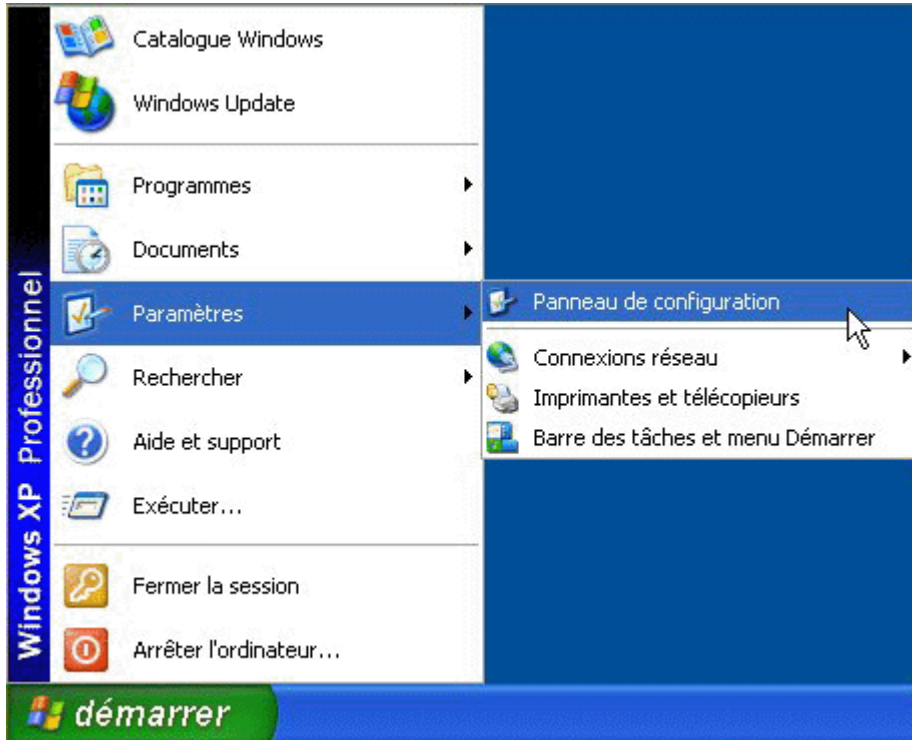 Catalogue Windows
Windows Update
Programmes
Documents
Paramètres
Panneau de configuration
Connexions réseau
Imprimantes et télécopieurs
Barre des tâches et menu Démarrer
Rechercher
Aide et support
Exécuter...
Fermer la session
Arrêter l'ordinateur...
Windows XP Professionnel
démarrer